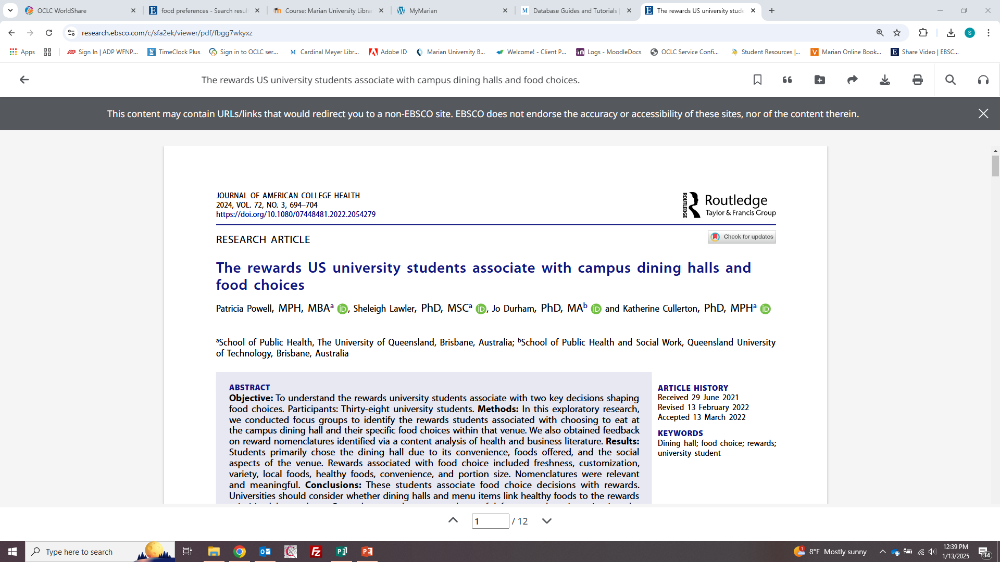 OCLC WorldShare
food preferences - Search resul
Course: Marian University Libra
MyMarian
Database Guides and Tutorials
The rewards US university stude
research.ebsco.com/c/sfa2ek/viewer/pdf/fbgg7wkyxz
S
Apps
Sign In | ADP WFNP...
TimeClock Plus
Sign in to OCLC ser...
Cardinal Meyer Libr...
Adobe ID
Marian University B...
Welcome! - Client P...
Logs - MoodleDocs
OCLC Service Confi...
Student Resources |...
Marian Online Book...
Share Video | EBSC...
The rewards US university students associate with campus dining halls and food choices.
This content may contain URLs/links that would redirect you to a non-EBSCO site. EBSCO does not endorse the accuracy or accessibility of these sites, nor of the content therein.
JOURNAL OF AMERICAN COLLEGE HEALTH
2024, VOL. 72, NO. 3, 694–704
https://doi.org/10.1080/07448481.2022.2054279
ROUTLEDGE
Routledge
Taylor & Francis Group
RESEARCH ARTICLE
Check for updates
The rewards US university students associate with campus dining halls and
food choices
Patricia Powell, MPH, MBAᵃ iD, Sheleigh Lawler, PhD, MSCᵃ iD, Jo Durham, PhD, MAᵇ iD and Katherine Cullerton, PhD, MPHᵃ iD
ᵃSchool of Public Health, The University of Queensland, Brisbane, Australia; ᵇSchool of Public Health and Social Work, Queensland University
of Technology, Brisbane, Australia
ABSTRACT
Objective: To understand the rewards university students associate with two key decisions shaping
food choices. Participants: Thirty-eight university students. Methods: In this exploratory research,
we conducted focus groups to identify the rewards students associated with choosing to eat at
the campus dining hall and their specific food choices within that venue. We also obtained feedback
on reward nomenclatures identified via a content analysis of health and business literature. Results:
Students primarily chose the dining hall due to its convenience, foods offered, and the social
aspects of the venue. Rewards associated with food choice included freshness, customization,
variety, local foods, healthy foods, convenience, and portion size. Nomenclatures were relevant
and meaningful. Conclusions: These students associate food choice decisions with rewards.
Universities should consider whether dining halls and menu items link healthy foods to the rewards
ARTICLE HISTORY
Received 29 June 2021
Revised 13 February 2022
Accepted 13 March 2022
KEYWORDS
Dining hall; food choice; rewards;
university student
1 / 12
Type here to search
1
8°F Mostly sunny
12:39 PM
1/13/2025
34